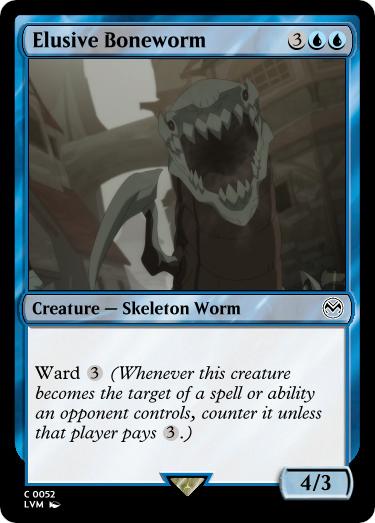 Elusive Boneworm 3
Creature — Skeleton Worm
Ward 3 (Whenever this creature
becomes the target of a spell or ability
an opponent controls, counter it unless
that player pays 3.)
4/3
C 0052
LVM